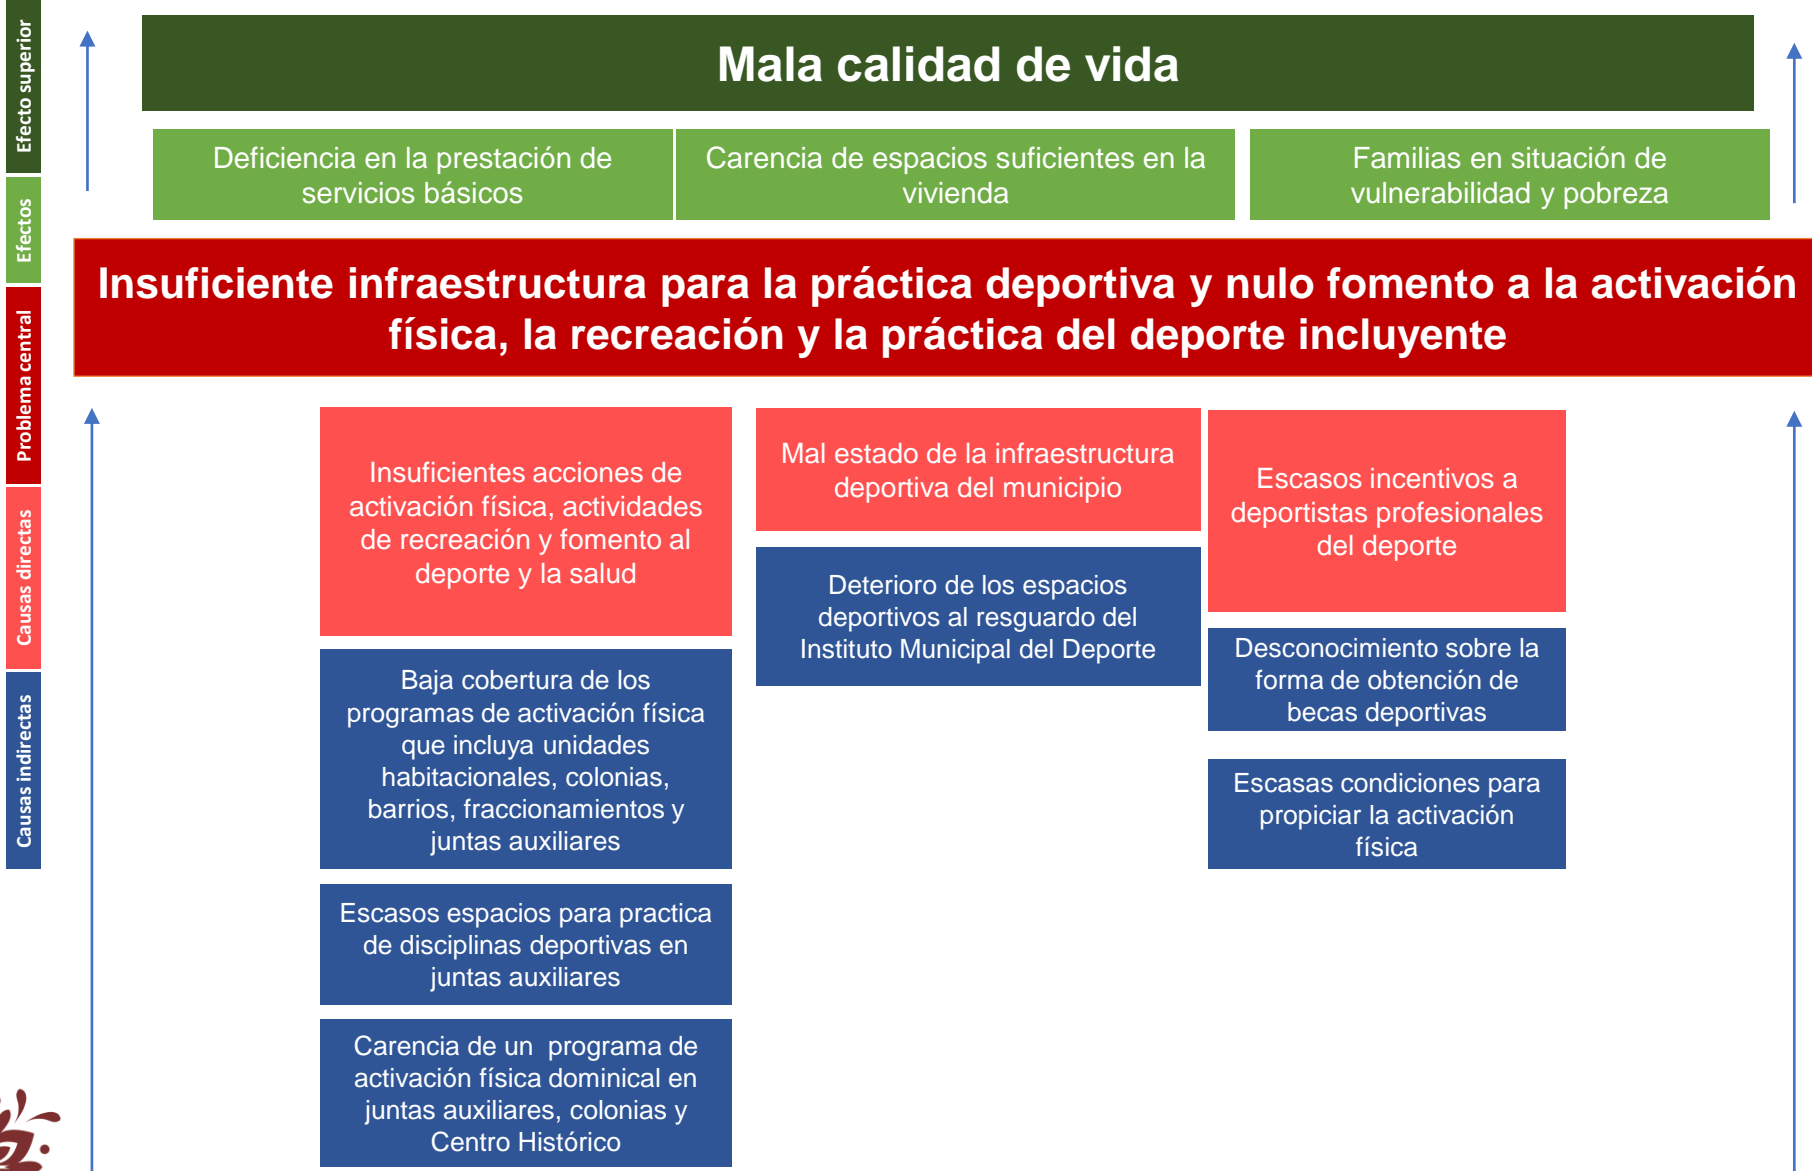 Efecto superior
Efectos
Problema central
Causas directas
Causas indirectas
Mala calidad de vida
Deficiencia en la prestación de
servicios básicos
Carencia de espacios suficientes en la
vivienda
Familias en situación de
vulnerabilidad y pobreza
Insuficiente infraestructura para la práctica deportiva y nulo fomento a la activación
física, la recreación y la práctica del deporte incluyente
Insuficientes acciones de
activación física, actividades
de recreación y fomento al
deporte y la salud
Baja cobertura de los
programas de activación física
que incluya unidades
habitacionales, colonias,
barrios, fraccionamientos y
juntas auxiliares
Escasos espacios para practica
de disciplinas deportivas en
juntas auxiliares
Carencia de un  programa de
activación física dominical en
juntas auxiliares, colonias y
Centro Histórico
Mal estado de la infraestructura
deportiva del municipio
Deterioro de los espacios
deportivos al resguardo del
Instituto Municipal del Deporte
Escasos incentivos a
deportistas profesionales
del deporte
Desconocimiento sobre la
forma de obtención de
becas deportivas
Escasas condiciones para
propiciar la activación
física